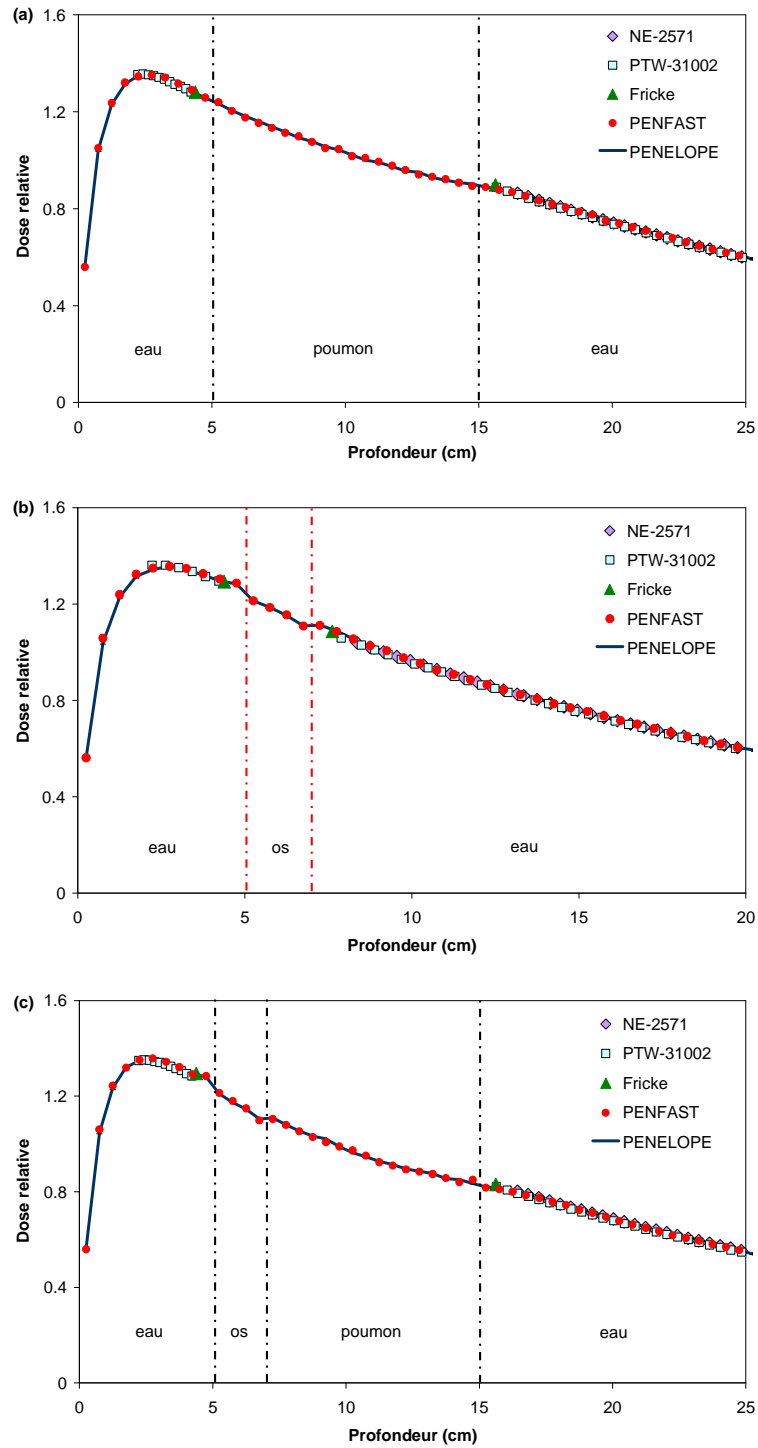 (a)
1.6
1.2
0.8
0.4
0
Dose relative
NE-2571
PTW-31002
Fricke
PENFAST
PENELOPE
eau
poumon
eau
0
5
10
15
20
25
Profondeur (cm)
(b)
1.6
1.2
0.8
0.4
0
Dose relative
NE-2571
PTW-31002
Fricke
PENFAST
PENELOPE
eau
os
eau
0
5
10
15
20
Profondeur (cm)
(c)
1.6
1.2
0.8
0.4
0
Dose relative
NE-2571
PTW-31002
Fricke
PENFAST
PENELOPE
eau
os
poumon
eau
0
5
10
15
20
25
Profondeur (cm)